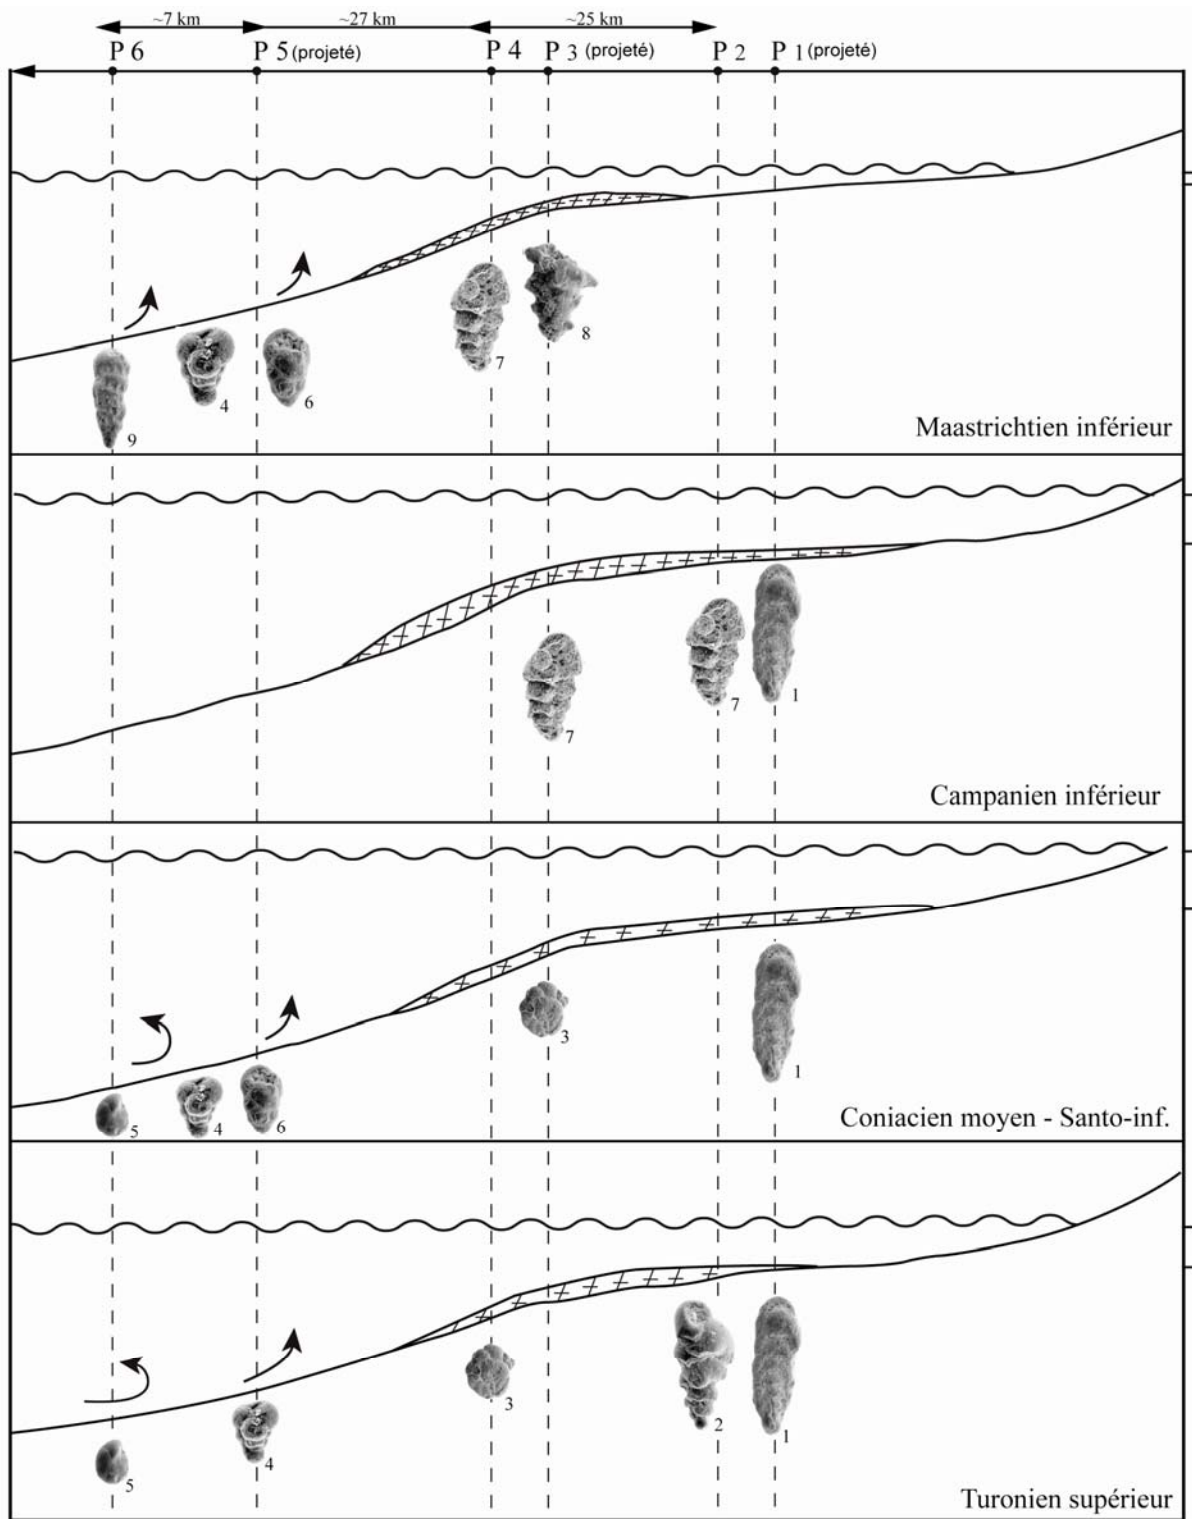 ~7 km ~27 km ~25 km
P 6 P 5 (projeté) P 4 P 3 (projeté) P 2 P 1 (projeté)
9 4 6 7 8
Maastrichtien inférieur
7 7 1
Campanien inférieur
5 4 6 3 1
Coniacien moyen - Santo-inf.
5 4 3 2 1
Turonien supérieur